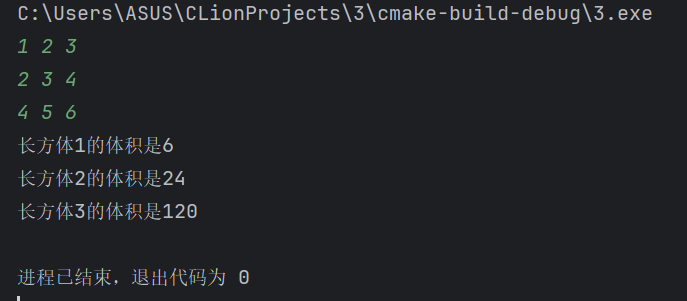 C:\Users\ASUS\CLionProjects\3\cmake-build-debug\3.exe
1 2 3
2 3 4
4 5 6
长方体1的体积是6
长方体2的体积是24
长方体3的体积是120
进程已结束，退出代码为 0